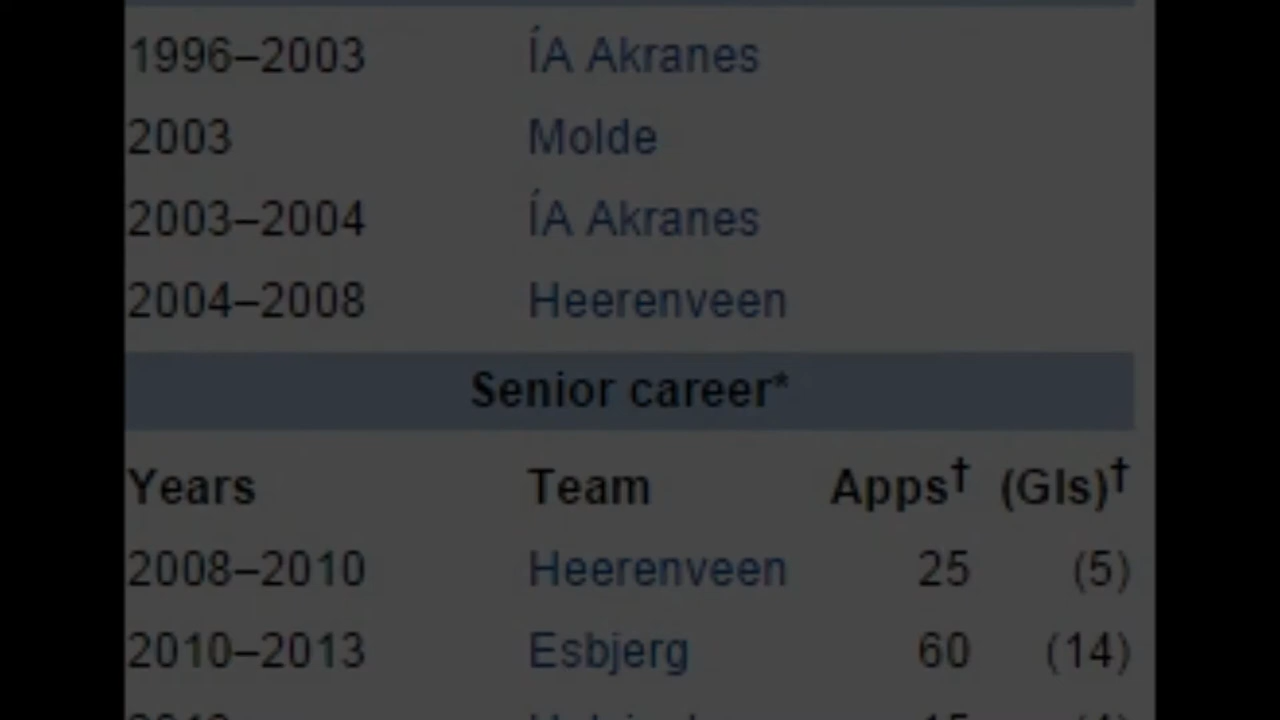 1996–2003 ÍA Akranes
2003 Molde
2003–2004 ÍA Akranes
2004–2008 Heerenveen
Senior career*
Years Team Apps† (Gls)†
2008–2010 Heerenveen 25 (5)
2010–2013 Esbjerg 60 (14)